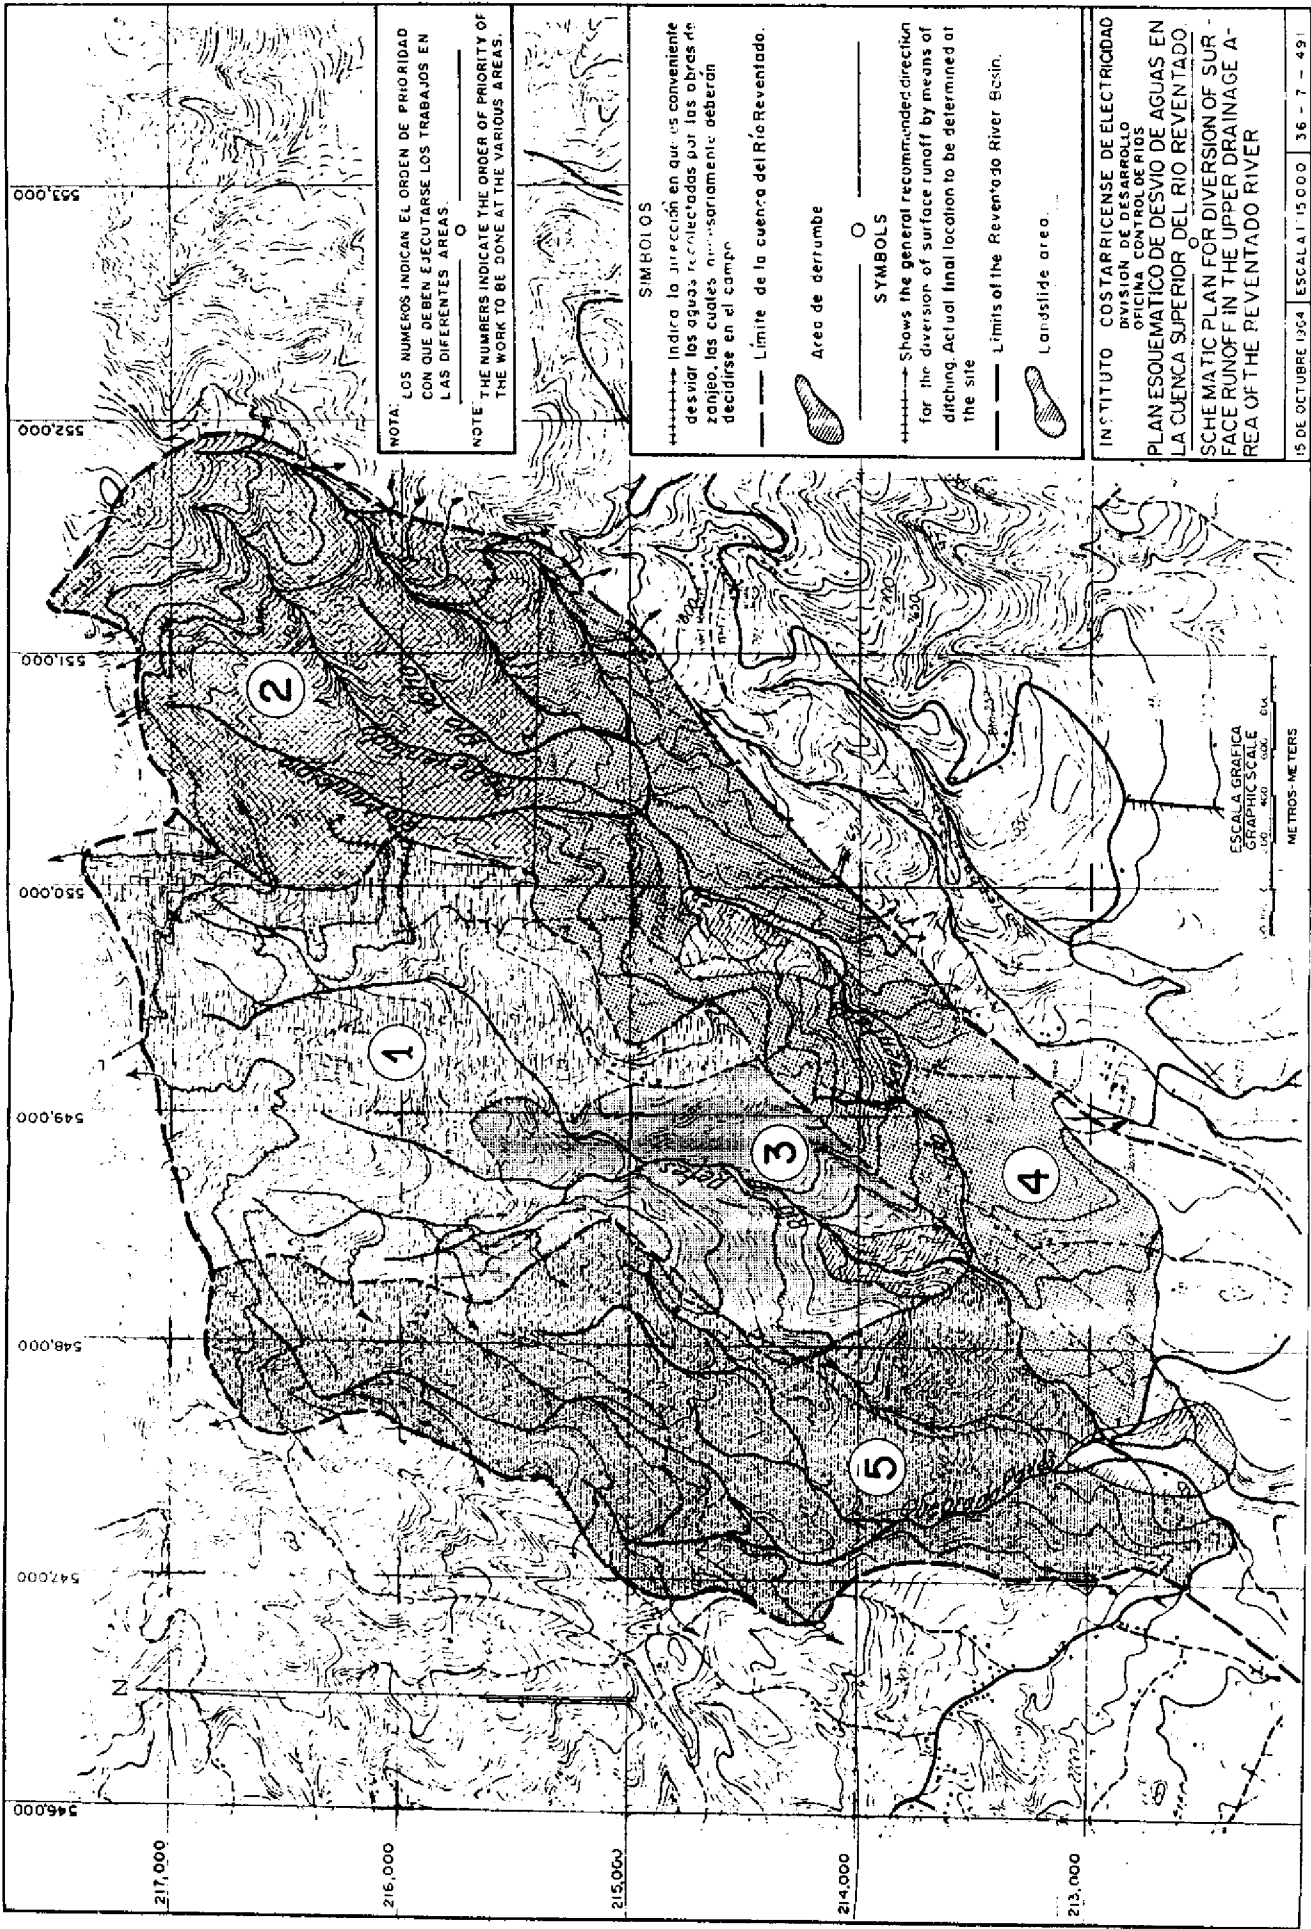 NOTA:
LOS NUMEROS INDICAN EL ORDEN DE PRIORIDAD
CON QUE DEBEN EJECUTARSE LOS TRABAJOS EN
LAS DIFERENTES AREAS.
NOTE
THE NUMBERS INDICATE THE ORDER OF PRIORITY OF
THE WORK TO BE DONE AT THE VARIOUS AREAS.
SIMBOLOS
Indica la dirección en que es conveniente
desviar las aguas recolectadas por las obras de
zanjeo, las cuales necesariamente deberan
decidirse en el campo
Límite de la cuenca del Río Reventado.
Area de derrumbe
SYMBOLS
Shows the general recommended direction
for the diversion of surface runoff by means of
ditching. Actual final location to be determined at
the site
Limits of the Reventado River Basin.
Landslide area
INSTITUTO COSTARICENSE DE ELECTRICIDAD
DIVISION DE DESARROLO
OFICINA CONTROL DE RIOS
PLAN ESQUEMATICO DE DESVIO DE AGUAS EN
LA CUENCA SUPERIOR DEL RIO REVENTADO.
SCHEMATIC PLAN FOR DIVERSION OF SUR-
FACE RUNOFF IN THE UPPER DRAINAGE A-
REA OF THE REVENTADO RIVER
15 DE OCTUBRE 1964 ESCALA 1:15000 36-7-491
546,000
547,000
548,000
549,000
550,000
551,000
552,000
553,000
217,000
216,000
215,000
214,000
213,000
N
1
2
3
4
5
Río
Retes
ESCALA GRAFICA
GRAPHIC SCALE
METROS-METERS